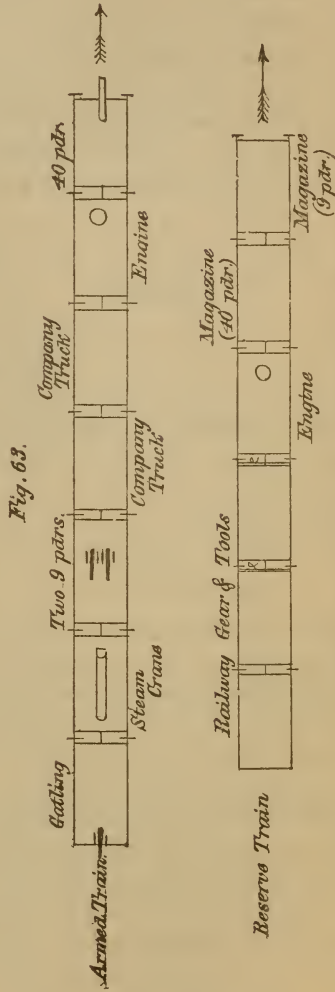 Fig. 63.
Gatling
Two 9 pdrs.
Company
Truck
40 pdr.
Steam
Crane
Company
Truck
Engine
Armed Train.
Magazine
(40 pdr.)
Railway Gear & Tools
Engine
Magazine
(9 pdr.)
Reserve Train